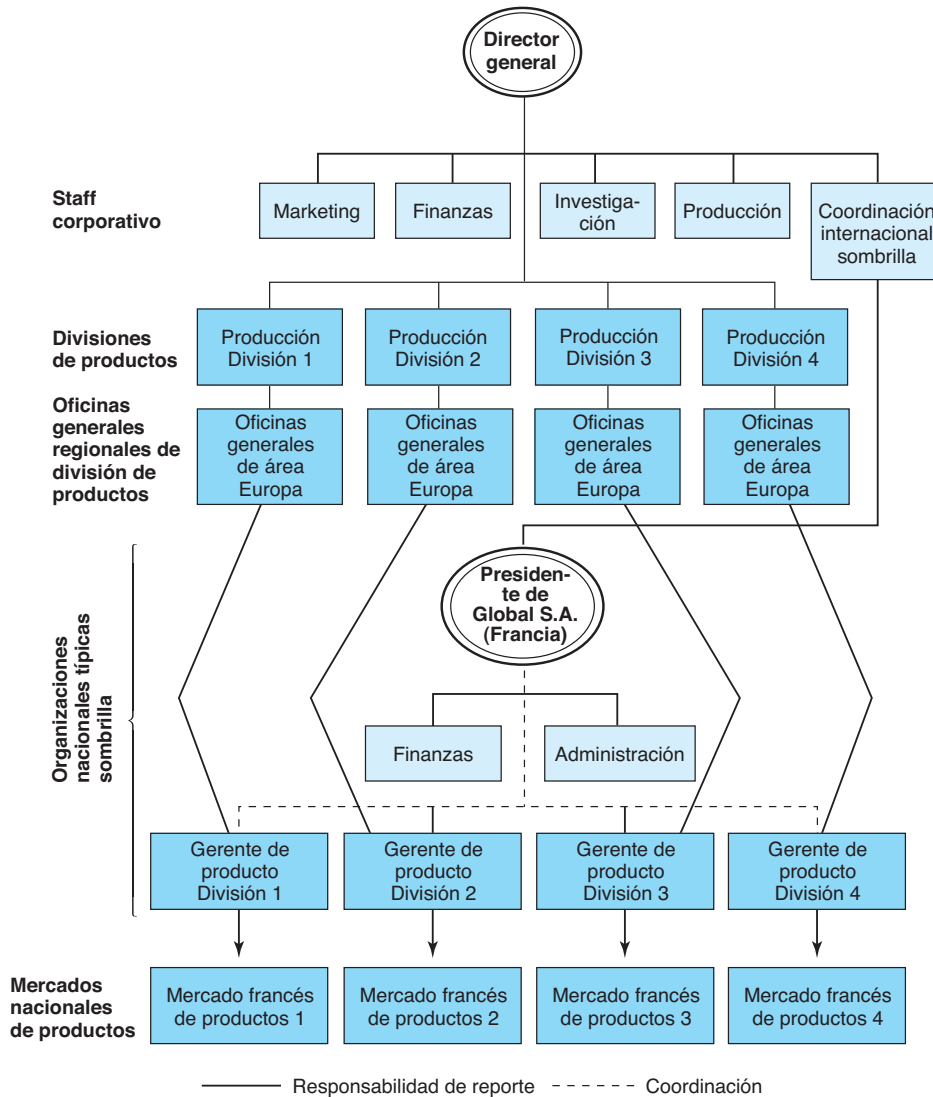 Director
general
Staff
corporativo
Marketing
Finanzas
Investiga-
ción
Producción
Coordinación
internacional
sombrilla
Divisiones
de productos
Producción
División 1
Producción
División 2
Producción
División 3
Producción
División 4
Oficinas
generales
regionales de
división de
productos
Oficinas
generales
de área
Europa
Oficinas
generales
de área
Europa
Oficinas
generales
de área
Europa
Oficinas
generales
de área
Europa
Organizaciones
nacionales típicas
sombrilla
Presiden-
te de
Global S.A.
(Francia)
Finanzas
Administración
Gerente de
producto
División 1
Gerente de
producto
División 2
Gerente de
producto
División 3
Gerente de
producto
División 4
Mercados
nacionales
de productos
Mercado francés
de productos 1
Mercado francés
de productos 2
Mercado francés
de productos 3
Mercado francés
de productos 4
Responsabilidad de reporte
Coordinación